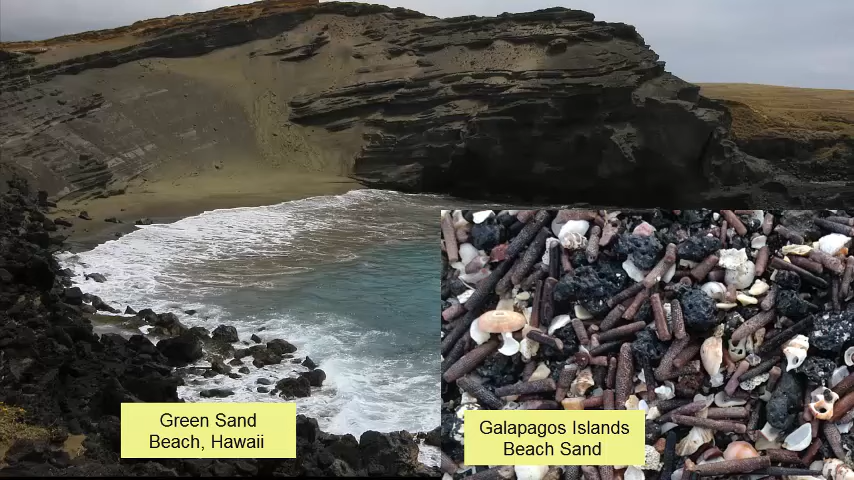 Green Sand
Beach, Hawaii
Galapagos Islands
Beach Sand